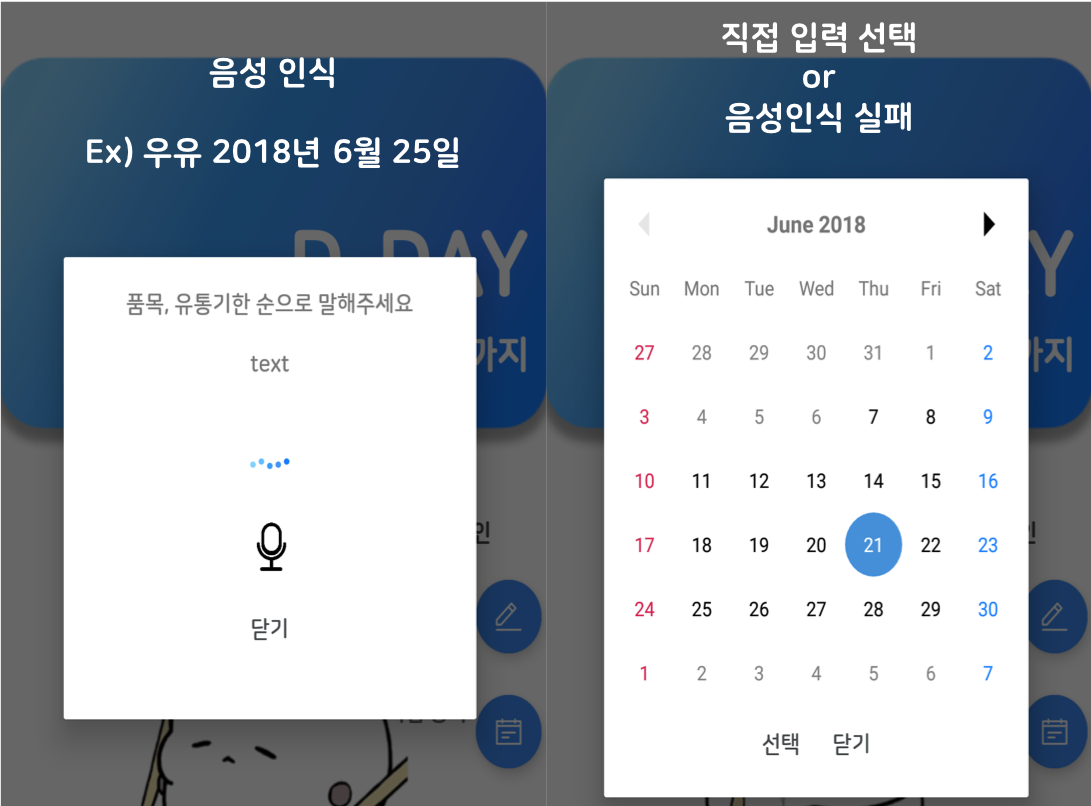 음성 인식
Ex) 우유 2018년 6월 25일
D-DAY
까지
품목, 유통기한 순으로 말해주세요
text
닫기
인
직접 입력 선택
or
음성인식 실패
Y
까지
June 2018
Sun Mon Tue Wed Thu Fri Sat
27 28 29 30 31 1 2
3 4 5 6 7 8 9
10 11 12 13 14 15 16
17 18 19 20 21 22 23
24 25 26 27 28 29 30
1 2 3 4 5 6 7
선택 닫기